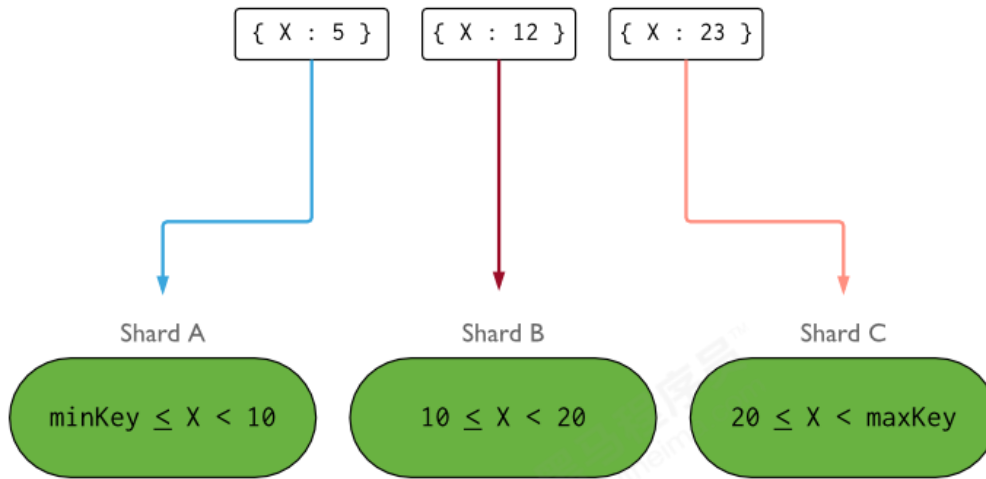 { X : 5 }
{ X : 12 }
{ X : 23 }
Shard A
Shard B
Shard C
minKey ≤ X < 10
10 ≤ X < 20
20 ≤ X < maxKey